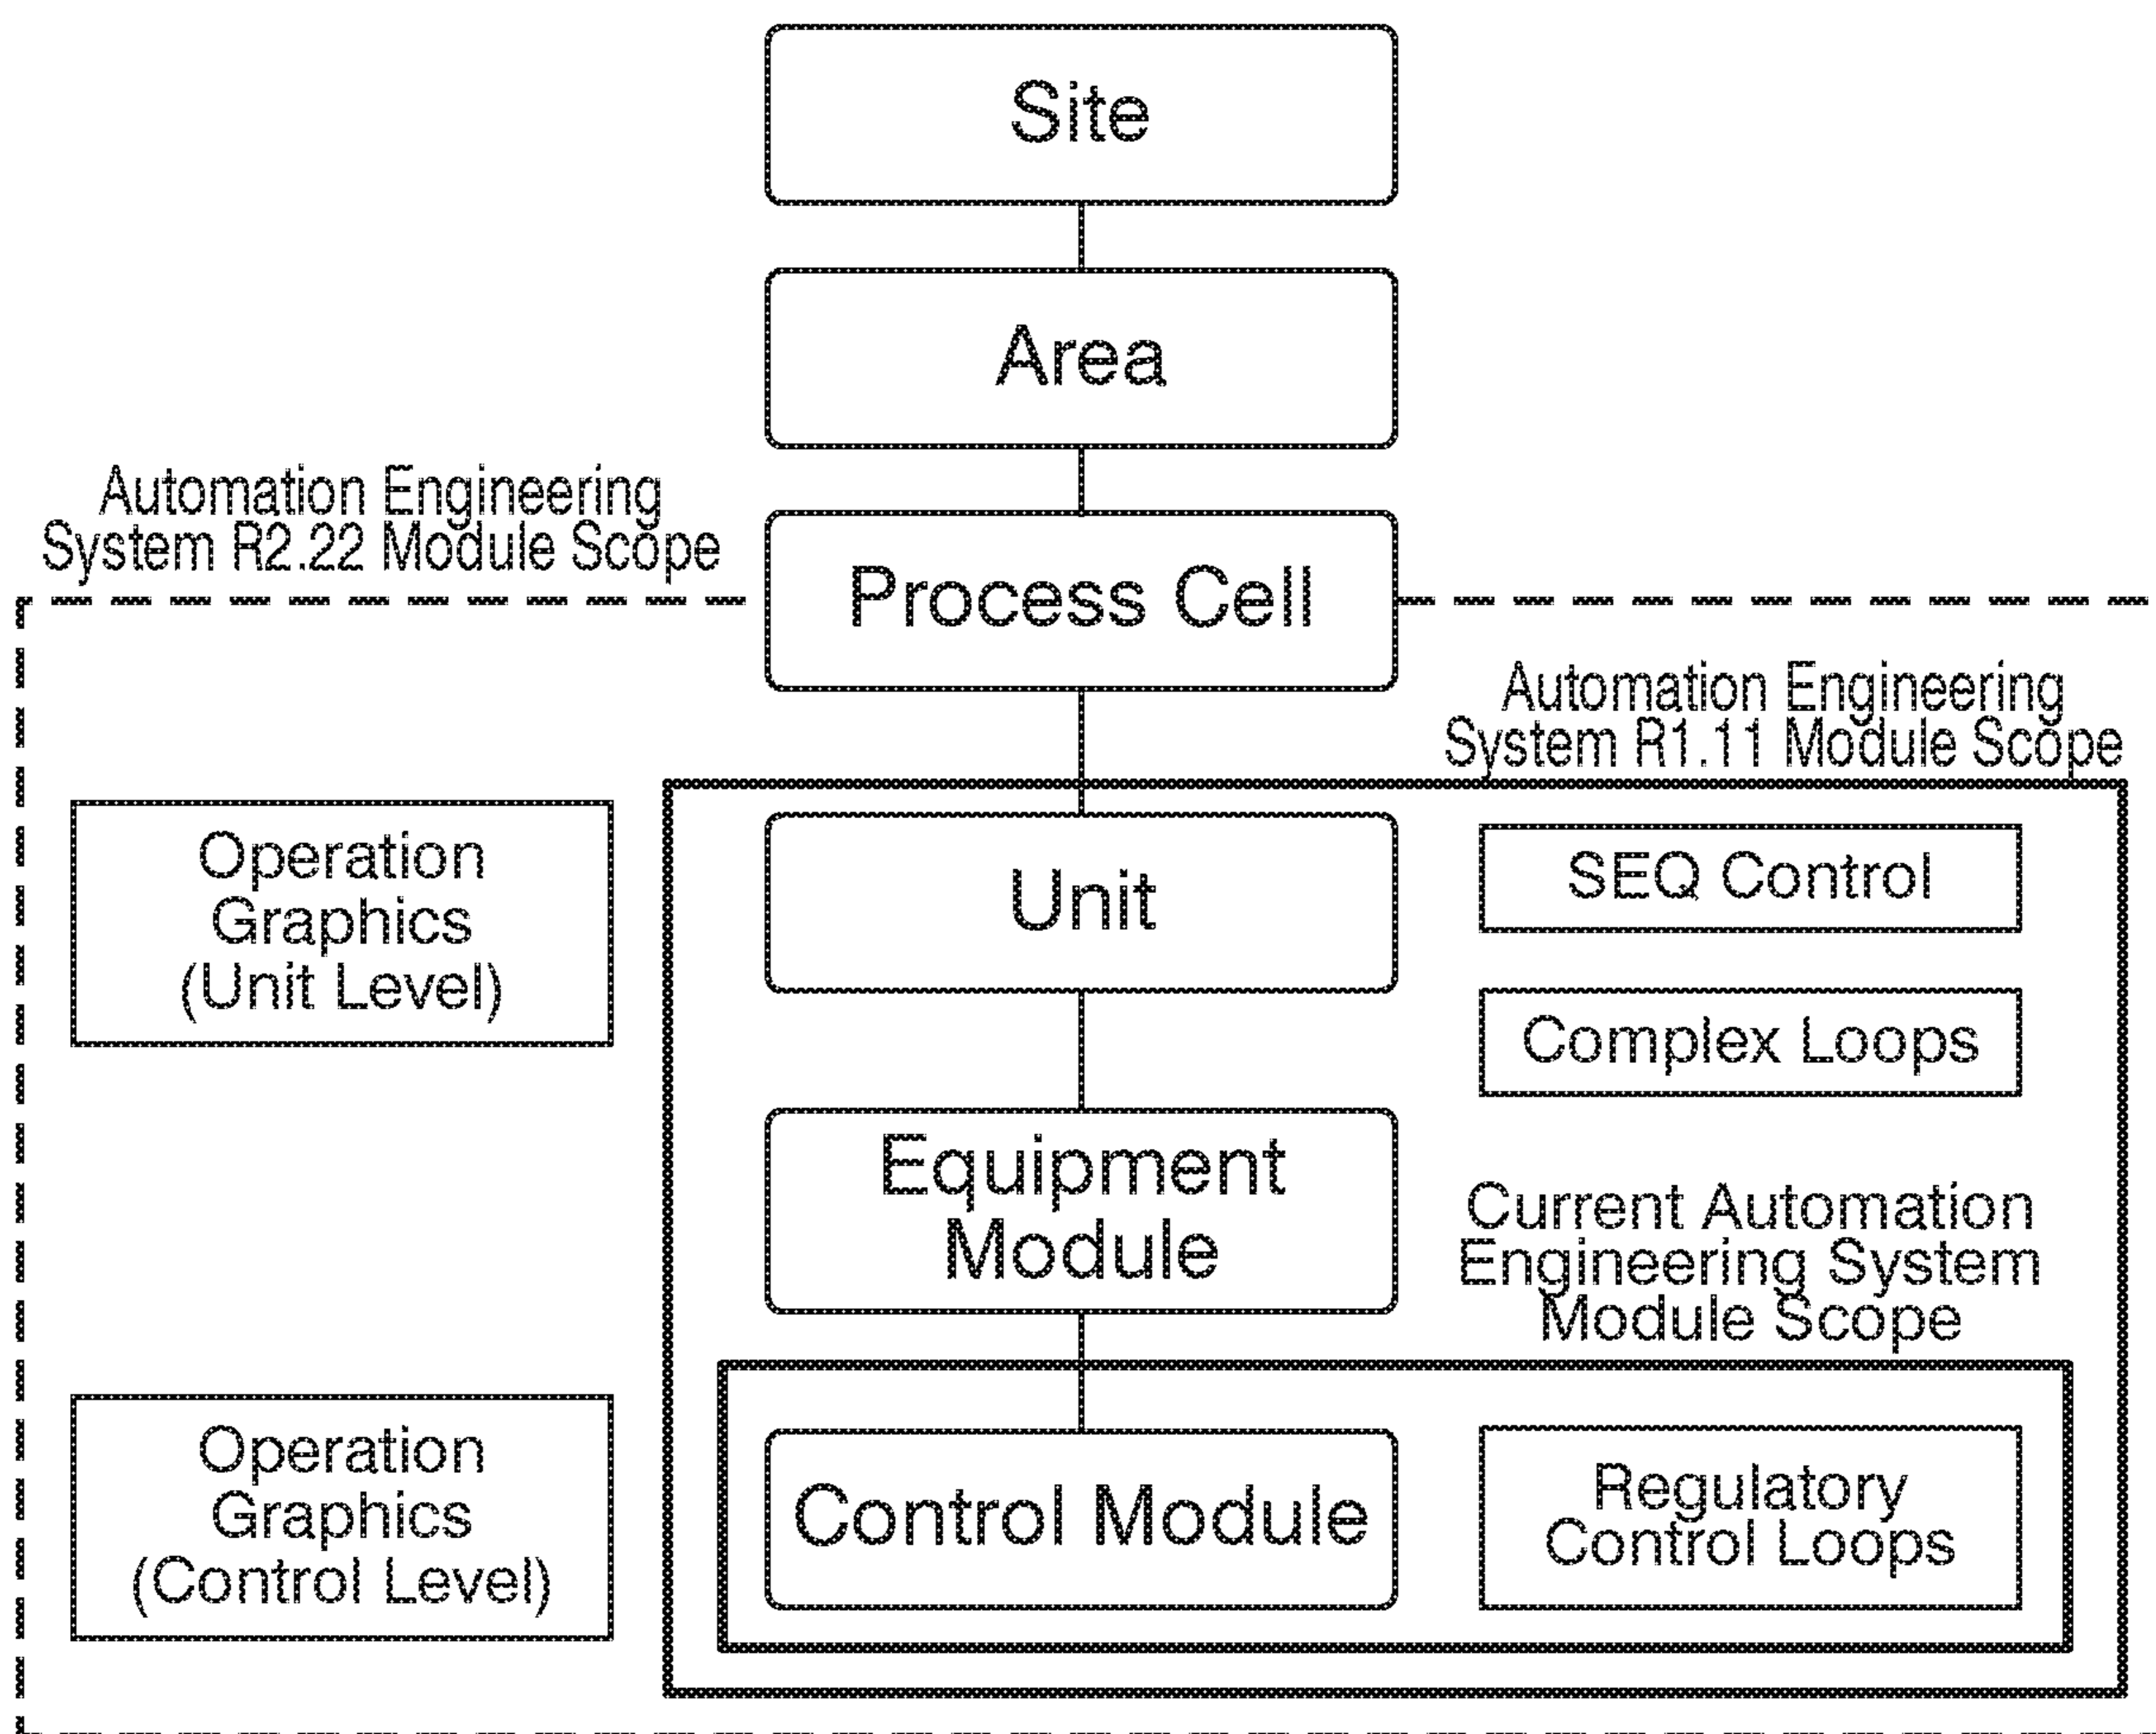 Site
Area
Automation Engineering
System R2.22 Module Scope
Process Cell
Automation Engineering
System R1.11 Module Scope
Operation
Graphics
(Unit Level)
Unit
SEQ Control
Complex Loops
Equipment
Module
Current Automation
Engineering System
Module Scope
Operation
Graphics
(Control Level)
Control Module
Regulatory
Control Loops